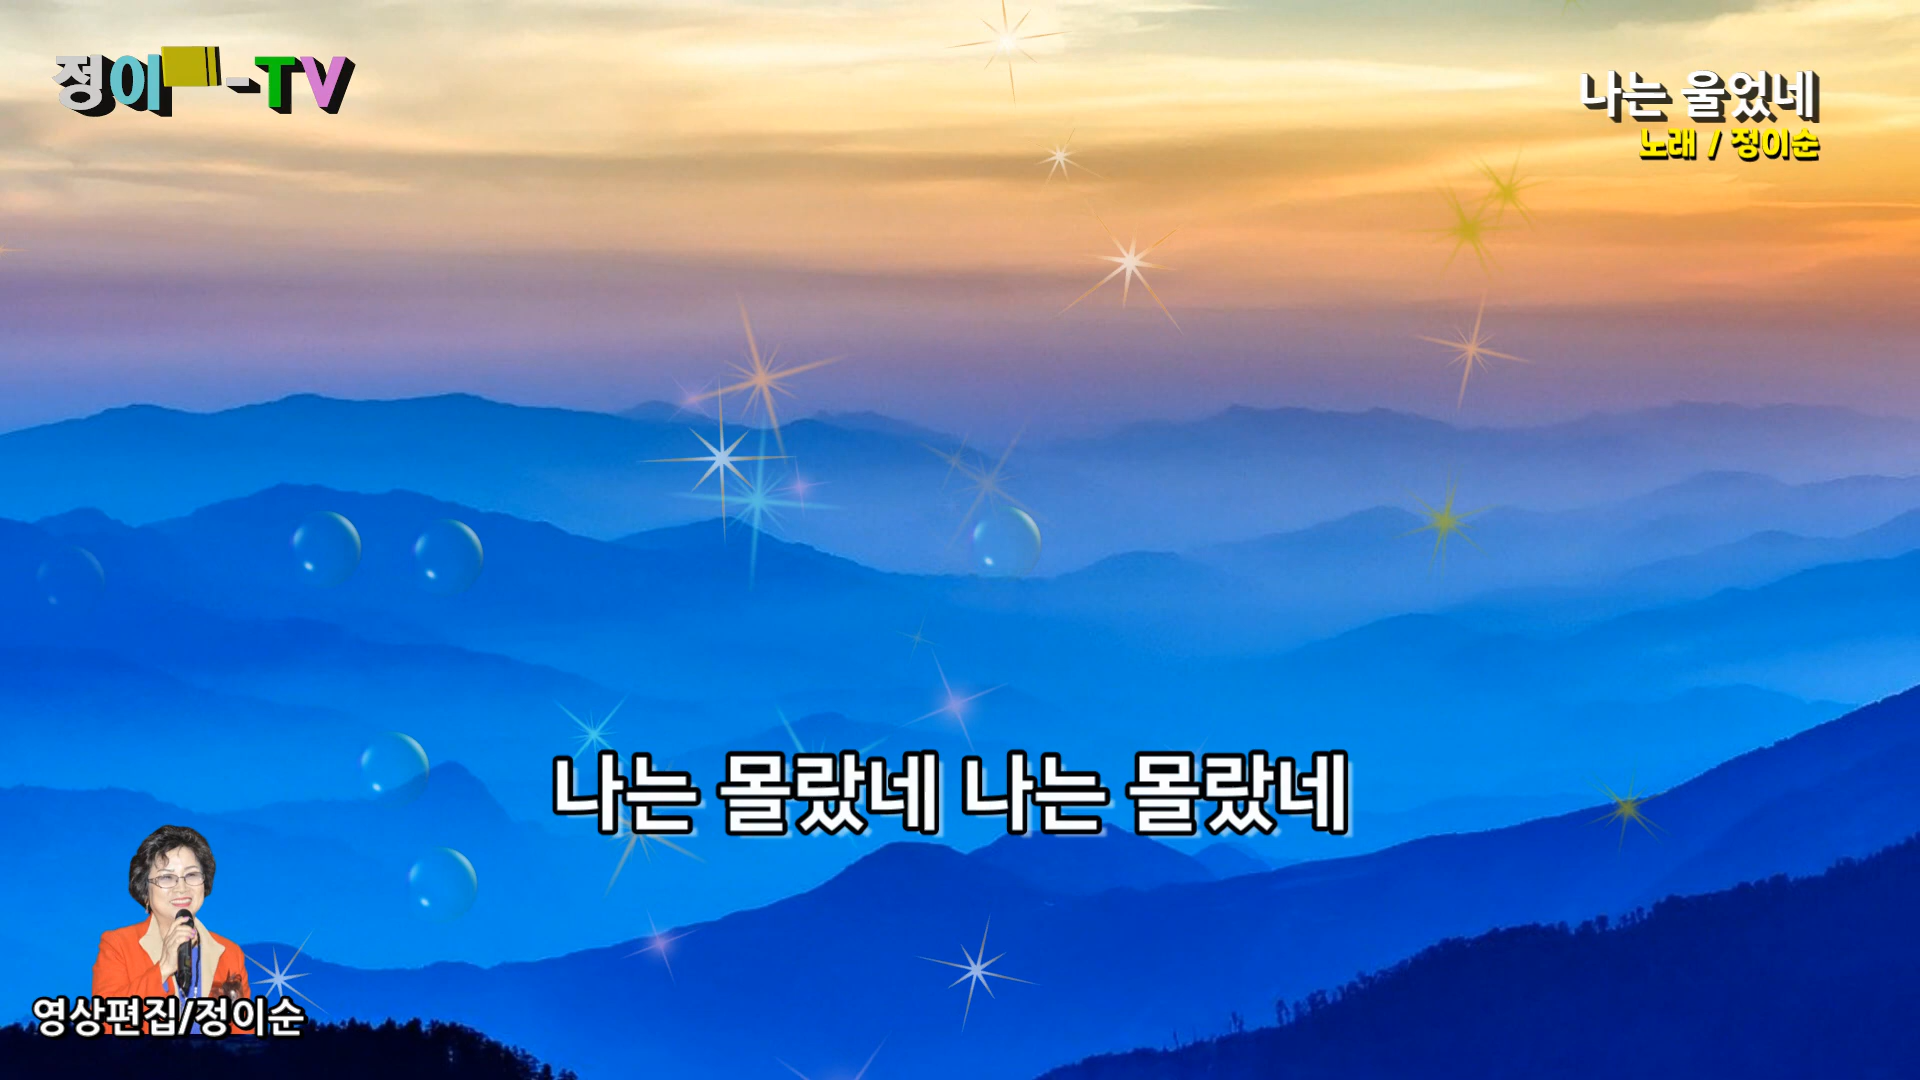 정이 -TV
나는 울었네
노래 / 정이순
나는 몰랐네 나는 몰랐네
영상편집/정이순